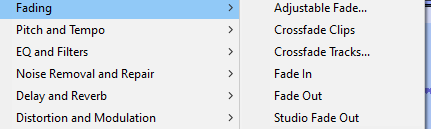 Fading
Pitch and Tempo
EQ and Filters
Noise Removal and Repair
Delay and Reverb
Distortion and Modulation
Adjustable Fade...
Crossfade Clips
Crossfade Tracks...
Fade In
Fade Out
Studio Fade Out